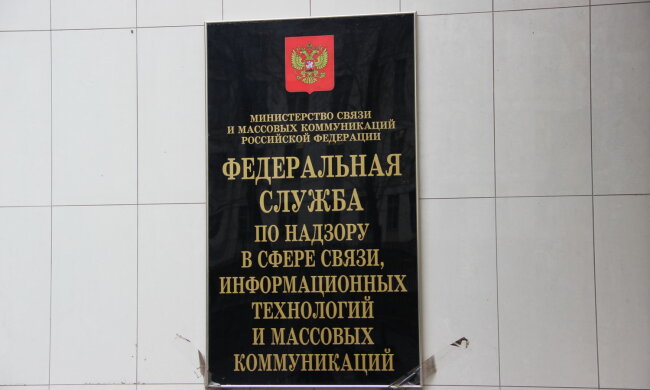 МИНИСТЕРСТВО СВЯЗИ
И МАССОВЫХ КОММУНИКАЦИЙ
РОССИЙСКОЙ ФЕДЕРАЦИИ
ФЕДЕРАЛЬНАЯ
СЛУЖБА
ПО НАДЗОРУ
В СФЕРЕ СВЯЗИ,
ИНФОРМАЦИОННЫХ
ТЕХНОЛОГИЙ
И МАССОВЫХ
КОММУНИКАЦИЙ